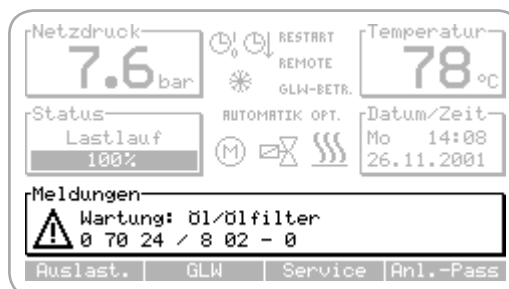 Netzdruck
7.6 bar
RESTART
REMOTE
GLW-BETR.
Temperatur
78 °C
Status
Lastlauf
100%
AUTOMATIK OPT.
M
Datum/Zeit
Mo 14:08
26.11.2001
Meldungen
Wartung: Öl/Ölfilter
0 70 24 / 8 02 - 0
Auslast. GLW Service Anl.-Pass